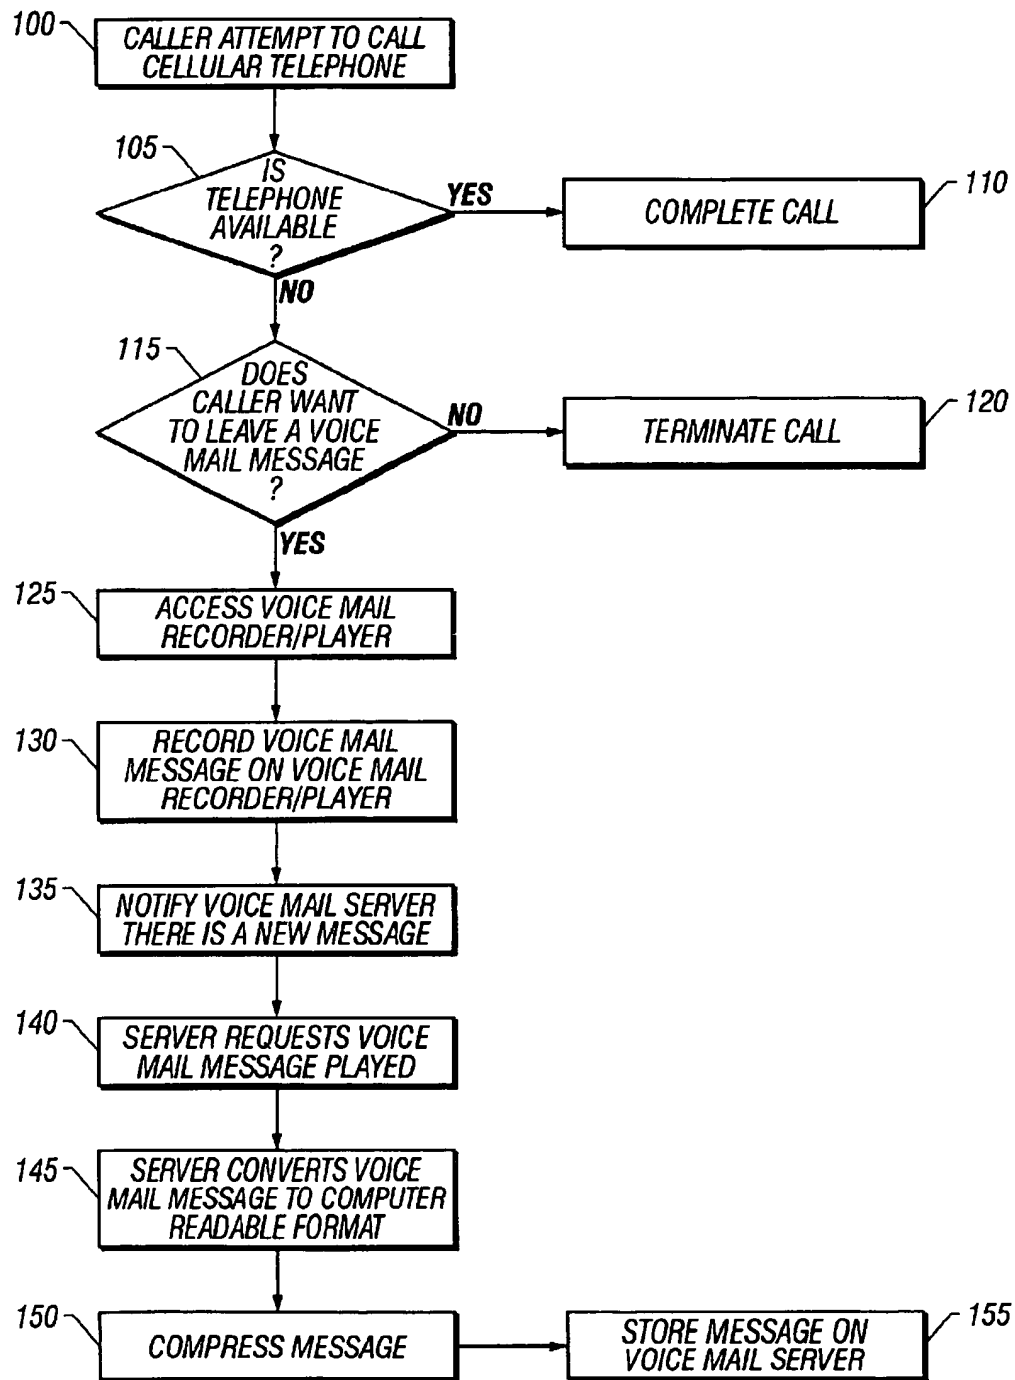 100
CALLER ATTEMPT TO CALL
CELLULAR TELEPHONE
105
IS
TELEPHONE
AVAILABLE
?
YES
COMPLETE CALL
110
NO
115
DOES
CALLER WANT
TO LEAVE A VOICE
MAIL MESSAGE
?
NO
TERMINATE CALL
120
YES
125
ACCESS VOICE MAIL
RECORDER/PLAYER
130
RECORD VOICE MAIL
MESSAGE ON VOICE MAIL
RECORDER/PLAYER
135
NOTIFY VOICE MAIL SERVER
THERE IS A NEW MESSAGE
140
SERVER REQUESTS VOICE
MAIL MESSAGE PLAYED
145
SERVER CONVERTS VOICE
MAIL MESSAGE TO COMPUTER
READABLE FORMAT
150
COMPRESS MESSAGE
STORE MESSAGE ON
VOICE MAIL SERVER
155